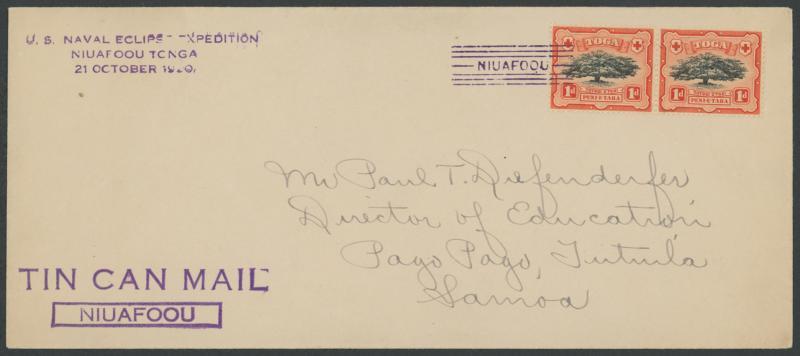 U. S. NAVAL ECLIPS EXPEDITION
NIUAFOOU TONGA
21 OCTOBER
NIUAFOOU
TOGA
1d 1d
PENI-E-TAHA
TOGA
1d 1d
PENI-E-TAHA
Mr Paul T. Diefenderfer
Director of Education
Pago Pago, Tutuila
Samoa
TIN CAN MAIL
NIUAFOOU